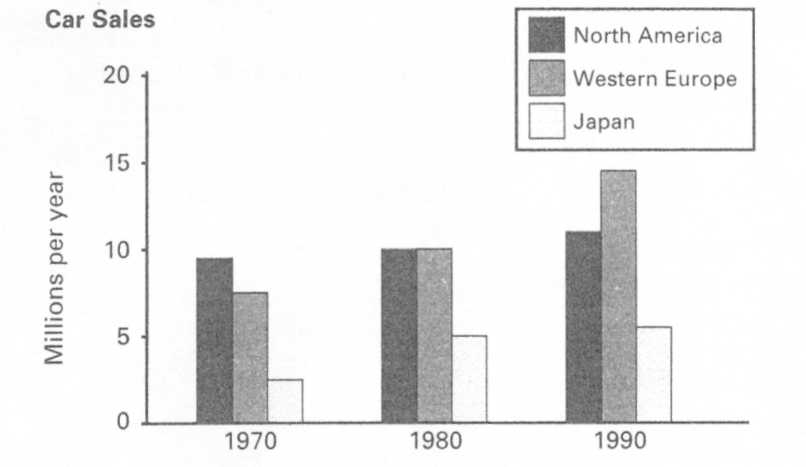 Car Sales
North America
Western Europe
Japan
Millions per year
20
15
10
5
0
1970
1980
1990